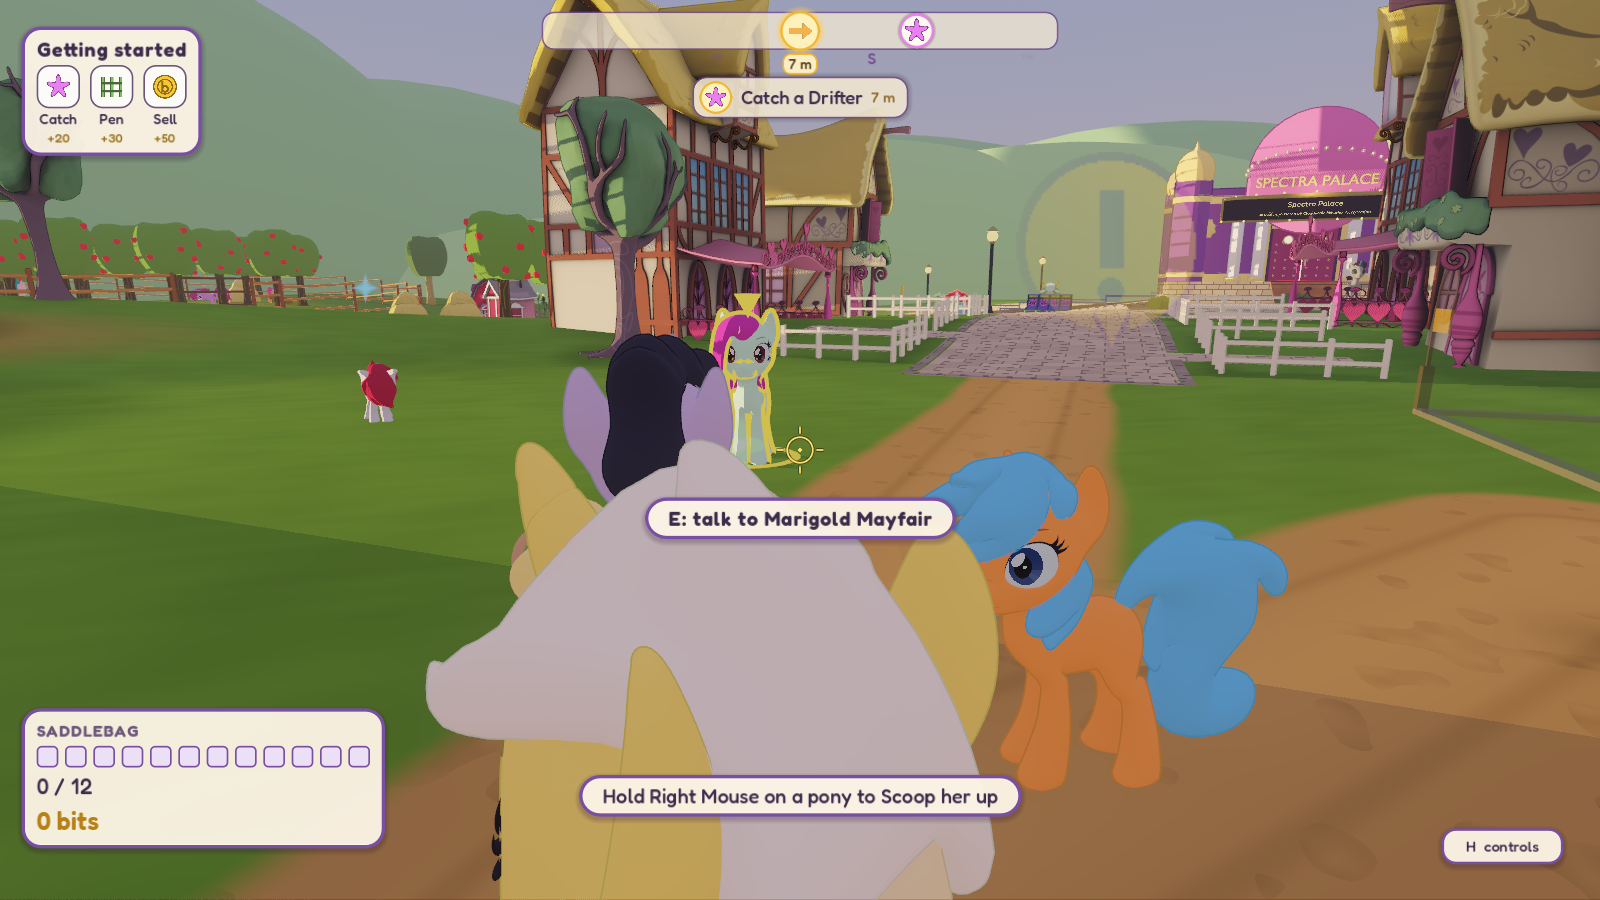 Getting started
Catch
Pen
Sell
+20
+30
+50
7 m
S
Catch a Drifter 7 m
SPECTRA PALACE
Spectra Palace
E: talk to Marigold Mayfair
SADDLEBAG
0 / 12
0 bits
Hold Right Mouse on a pony to Scoop her up
H controls